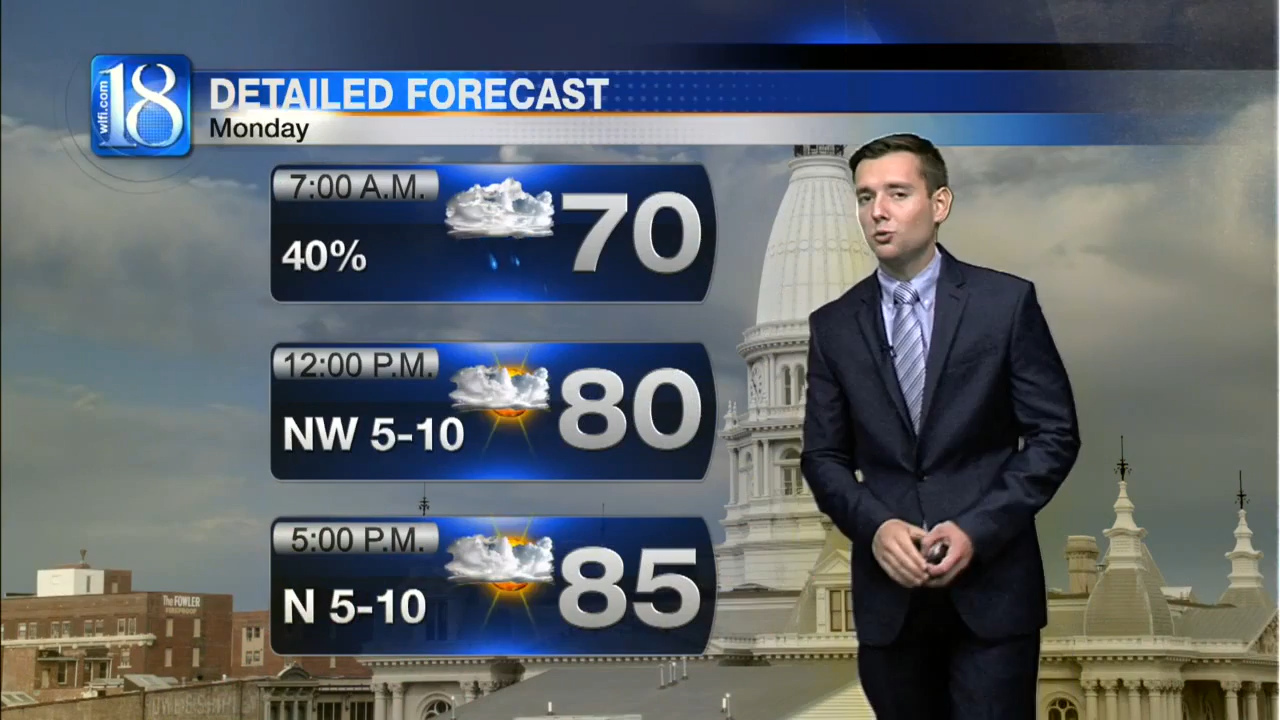 wlfi.com
18
DETAILED FORECAST
Monday
7:00 A.M.
40%
70
12:00 P.M.
NW 5-10
80
5:00 P.M.
N 5-10
85
The FOWLER
FIREPROOF